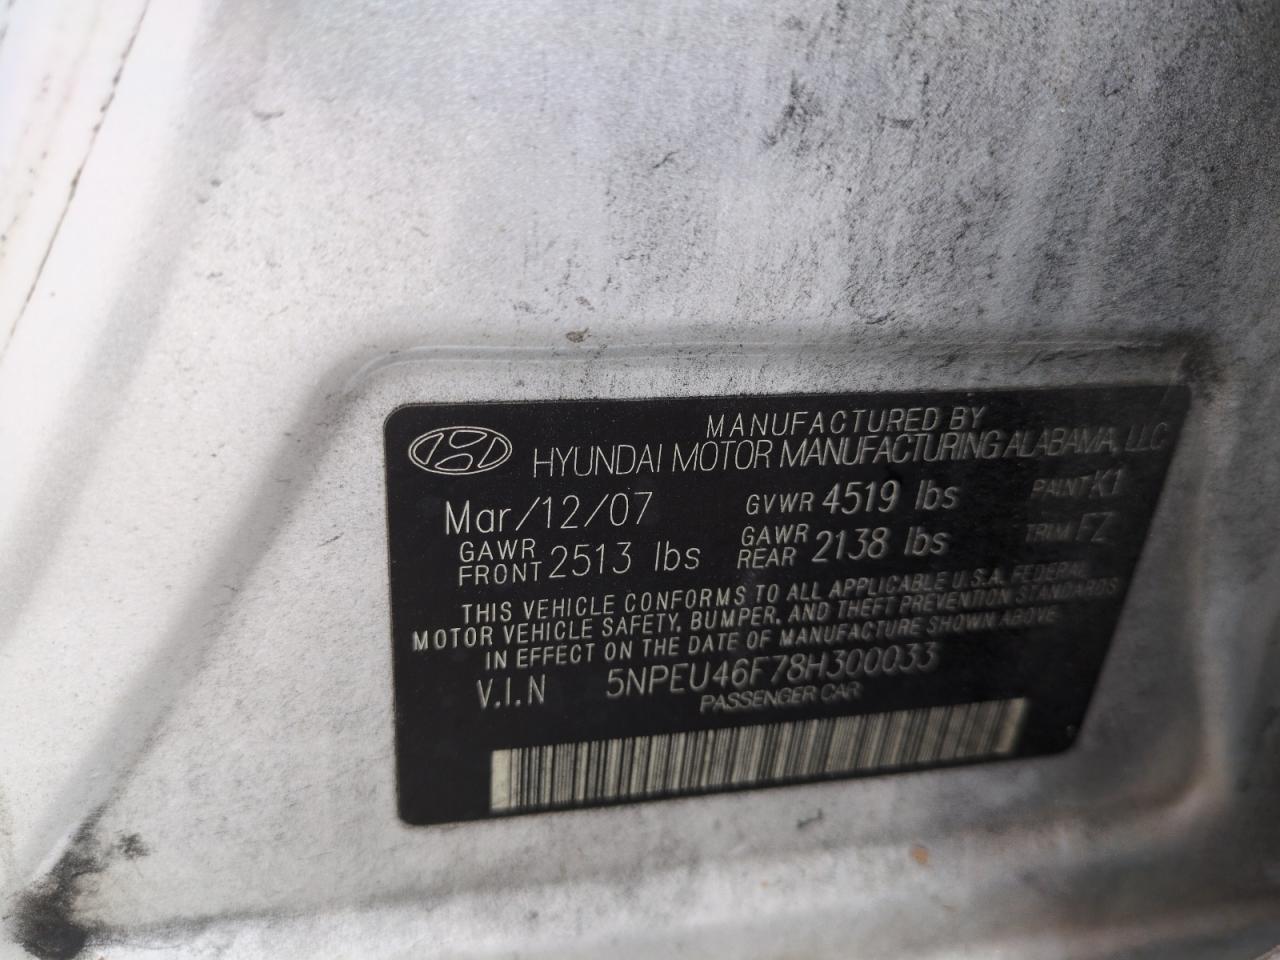 MANUFACTURED BY
HYUNDAI MOTOR MANUFACTURING ALABAMA, LLC
Mar/12/07 GVWR 4519 lbs PAINT K1
GAWR FRONT 2513 lbs GAWR REAR 2138 lbs TRIM FZ
THIS VEHICLE CONFORMS TO ALL APPLICABLE U.S.A. FEDERAL
MOTOR VEHICLE SAFETY, BUMPER, AND THEFT PREVENTION STANDARDS
IN EFFECT ON THE DATE OF MANUFACTURE SHOWN ABOVE
V.I.N 5NPEU46F78H300033
PASSENGER CAR